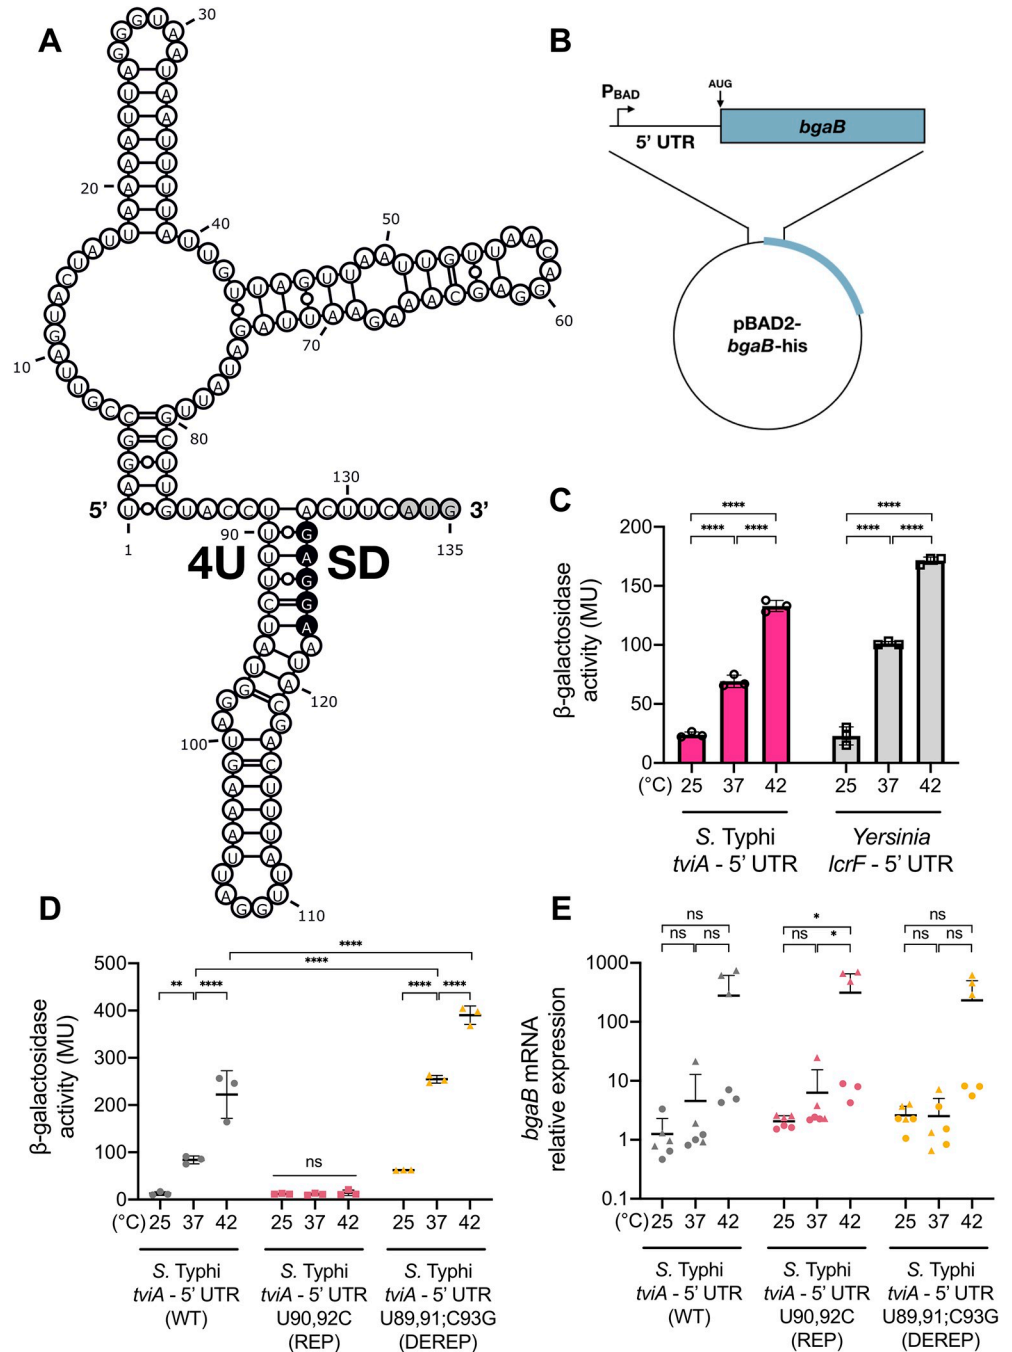 A
30
20
40
50
60
70
10
80
5'
130
3'
1
90
135
4U
SD
120
100
110
B
PBAD
AUG
bgaB
5' UTR
pBAD2-
bgaB-his
C
β-galactosidase
activity (MU)
200
150
100
50
0
****
**** ****
****
**** ****
(°C) 25 37 42 25 37 42
S. Typhi
tviA - 5' UTR
Yersinia
lcrF - 5' UTR
D
β-galactosidase
activity (MU)
500
400
300
200
100
0
****
****
** ****
ns
**** ****
(°C) 25 37 42 25 37 42 25 37 42
S. Typhi
tviA - 5' UTR
(WT)
S. Typhi
tviA - 5' UTR
U90,92C
(REP)
S. Typhi
tviA - 5' UTR
U89,91;C93G
(DEREP)
E
bgaB mRNA
relative expression
1000
100
10
1
0.1
ns
ns ns
*
ns *
ns
ns ns
(°C) 25 37 42 25 37 42 25 37 42
S. Typhi
tviA - 5' UTR
(WT)
S. Typhi
tviA - 5' UTR
U90,92C
(REP)
S. Typhi
tviA - 5' UTR
U89,91;C93G
(DEREP)